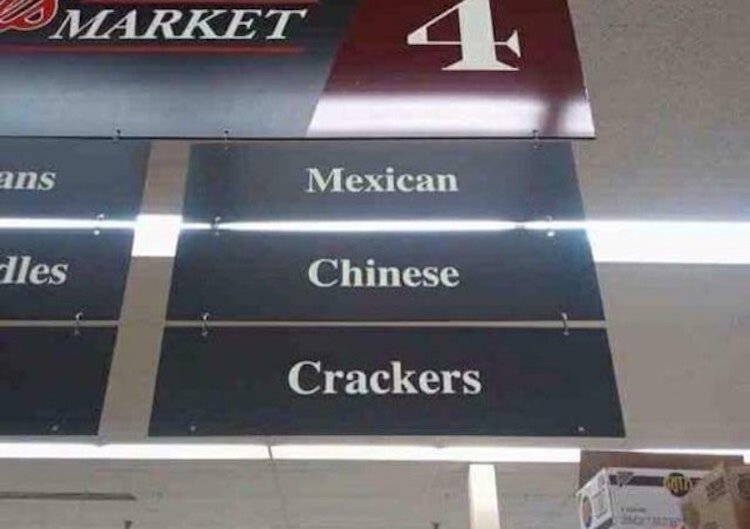 MARKET
4
ans
Mexican
dles
Chinese
Crackers